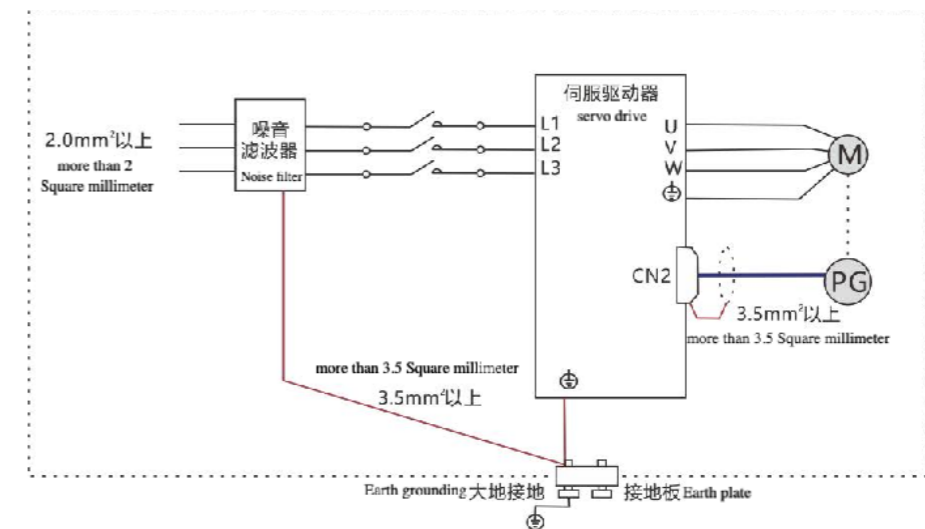 伺服驱动器
servo drive
噪音
滤波器
Noise filter
2.0mm²以上
more than 2
Square millimeter
L1
L2
L3
U
V
W
M
CN2
PG
3.5mm²以上
more than 3.5 Square millimeter
more than 3.5 Square millimeter
3.5mm²以上
Earth grounding 大地接地
接地板 Earth plate